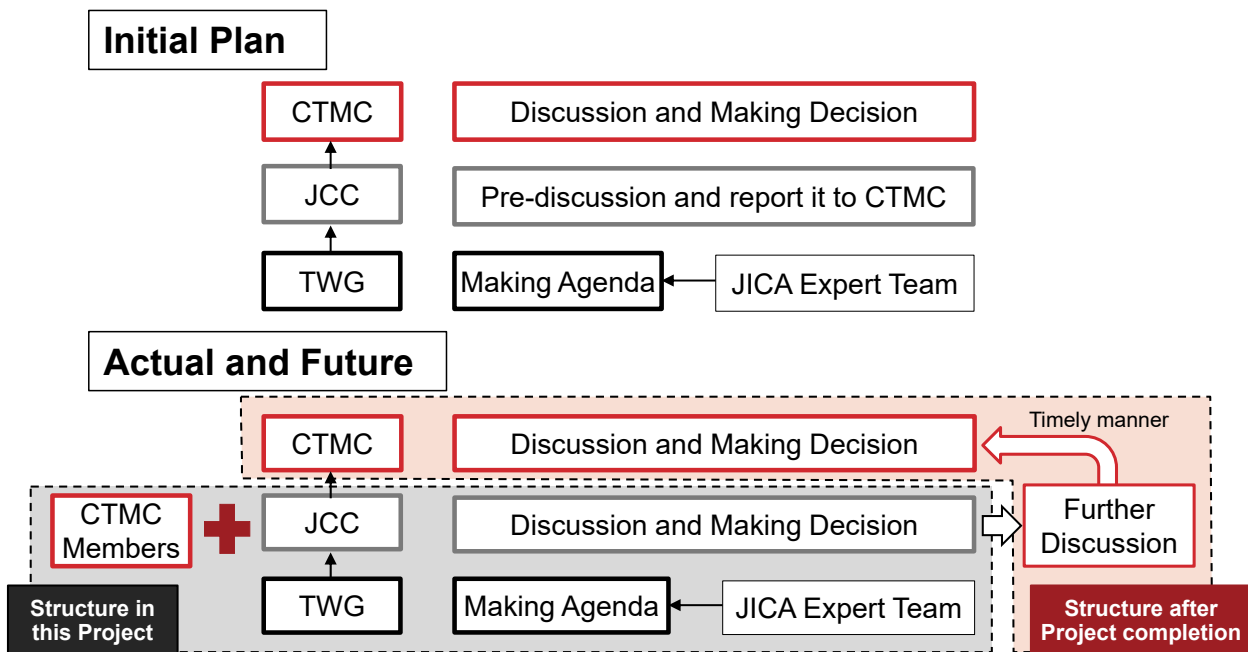 Initial Plan
CTMC
Discussion and Making Decision
JCC
Pre-discussion and report it to CTMC
TWG
Making Agenda
JICA Expert Team
Actual and Future
Timely manner
CTMC
Discussion and Making Decision
CTMC
Members
JCC
Discussion and Making Decision
Further
Discussion
TWG
Making Agenda
JICA Expert Team
Structure in
this Project
Structure after
Project completion